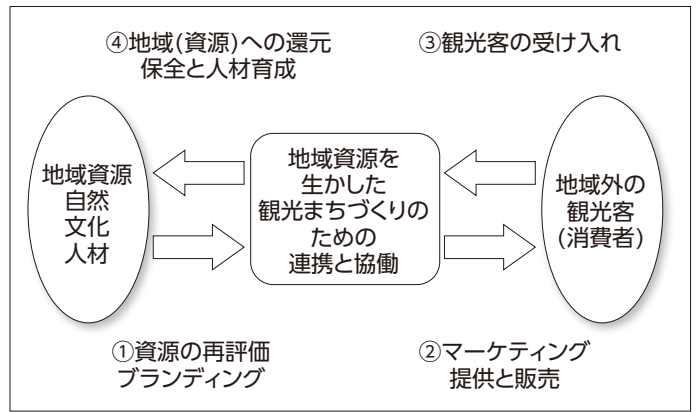 ④地域(資源)への還元
保全と人材育成
③観光客の受け入れ
地域資源
自然
文化
人材
地域資源を
生かした
観光まちづくりの
ための
連携と協働
地域外の
観光客
(消費者)
①資源の再評価
ブランディング
②マーケティング
提供と販売